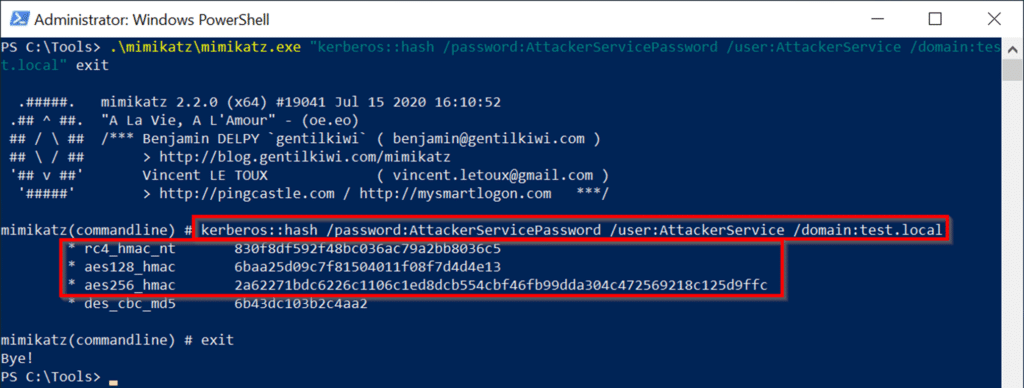 Administrator: Windows PowerShell
PS C:\Tools> .\mimikatz\mimikatz.exe "kerberos::hash /password:AttackerServicePassword /user:AttackerService /domain:tes
t.local" exit
.#####.   mimikatz 2.2.0 (x64) #19041 Jul 15 2020 16:10:52
.## ^ ##.  "A La Vie, A L'Amour" - (oe.eo)
## / \ ##  /*** Benjamin DELPY `gentilkiwi` ( benjamin@gentilkiwi.com )
## \ / ##       > http://blog.gentilkiwi.com/mimikatz
'## v ##'       Vincent LE TOUX             ( vincent.letoux@gmail.com )
'#####'        > http://pingcastle.com / http://mysmartlogon.com   ***/
mimikatz(commandline) # kerberos::hash /password:AttackerServicePassword /user:AttackerService /domain:test.local
* rc4_hmac_nt       830f8df592f48bc036ac79a2bb8036c5
* aes128_hmac       6baa25d09c7f81504011f08f7d4d4e13
* aes256_hmac       2a62271bdc6226c1106c1ed8dcb554cbf46fb99dda304c472569218c125d9ffc
* des_cbc_md5       6b43dc103b2c4aa2
mimikatz(commandline) # exit
Bye!
PS C:\Tools>